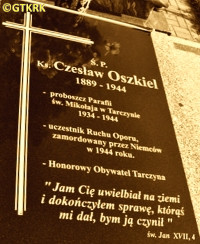 ©GTKRK
Ś. P.
Ks. Czesław Oszkiel
1889 - 1944
- proboszcz Parafii
św. Mikołaja w Tarczynie
1934 - 1944
- uczestnik Ruchu Oporu,
zamordowany przez Niemców
w 1944 roku.
- Honorowy Obywatel Tarczyna
" Jam Cię uwielbiał na ziemi
i dokończyłem sprawę, którąś
mi dał, bym ją czynił "
św. Jan XVII, 4